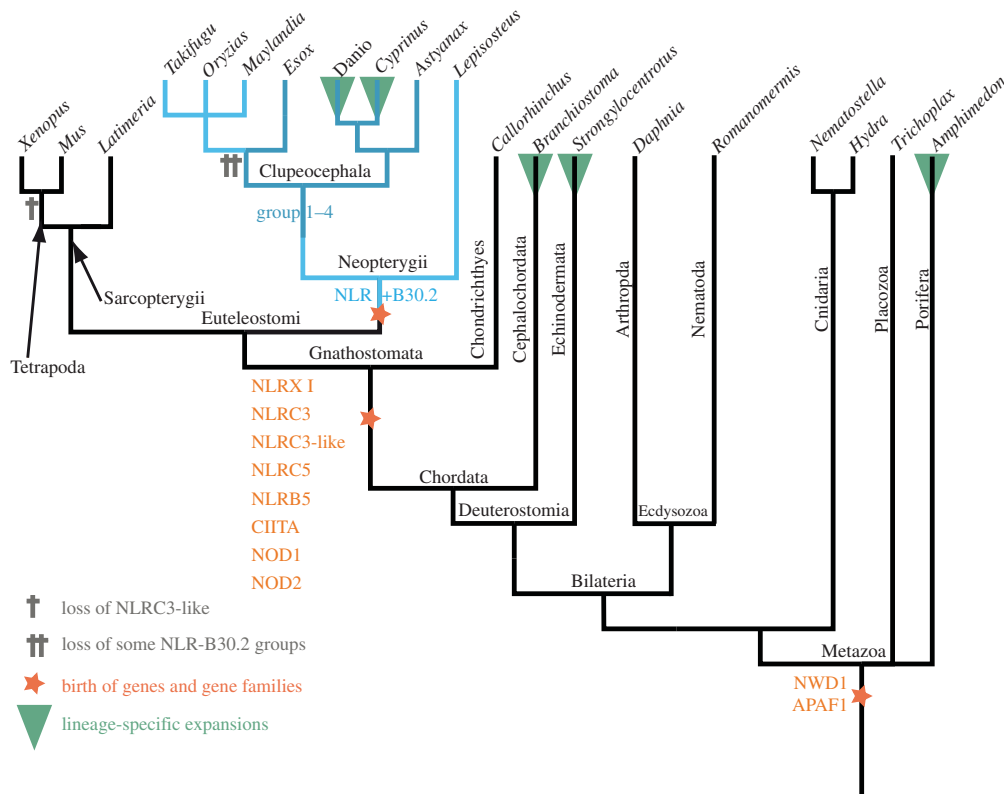 Takifugu
Oryzias
Maylandia
Esox
Danio
Cyprinus
Astyanax
Lepisosteus
Xenopus
Mus
Latimeria
Callorhinchus
Branchiostoma
Strongylocentrotus
Daphnia
Romanomermis
Nematostella
Hydra
Trichoplax
Amphimedon
Clupeocephala
group 1–4
Neopterygii
NLR +B30.2
Sarcopterygii
Euteleostomi
Tetrapoda
Gnathostomata
Chondrichthyes
Cephalochordata
Echinodermata
Arthropda
Nematoda
Cnidaria
Placozoa
Porifera
NLRX I
NLRC3
NLRC3-like
NLRC5
NLRB5
CIITA
NOD1
NOD2
Chordata
Deuterostomia
Ecdysozoa
Bilateria
Metazoa
NWD1
APAF1
† loss of NLRC3-like
†† loss of some NLR-B30.2 groups
birth of genes and gene families
lineage-specific expansions